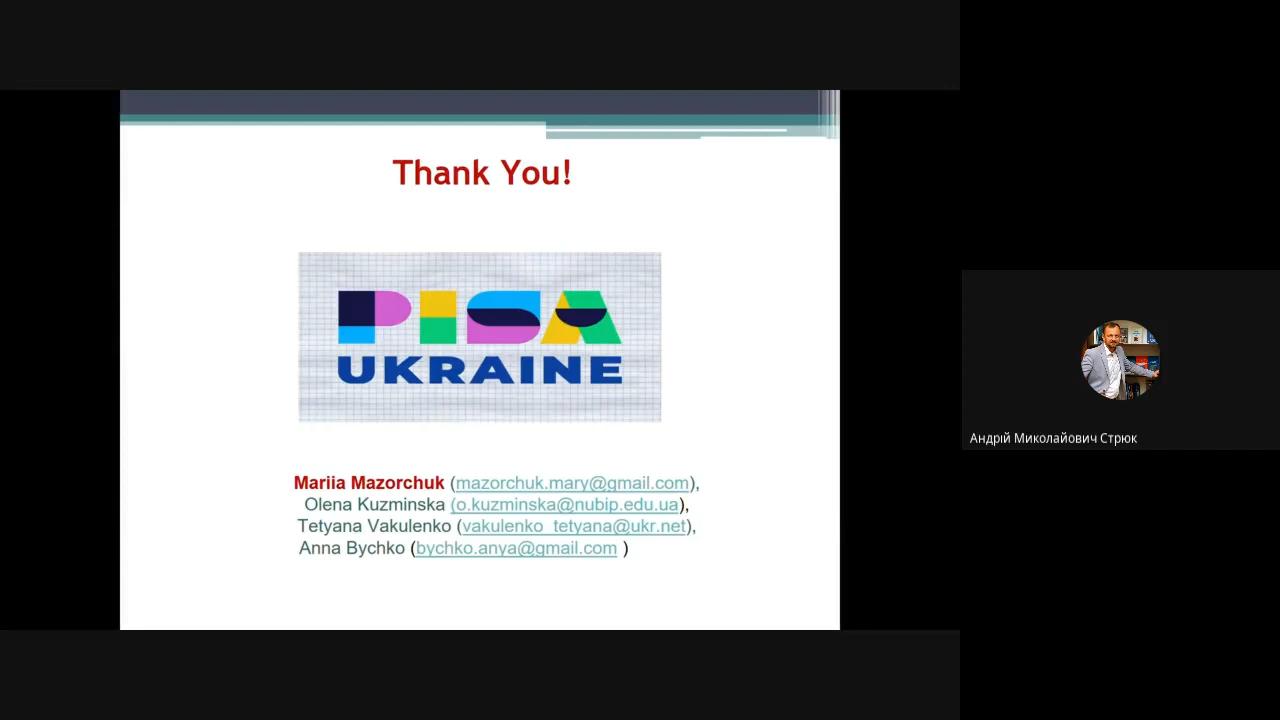 Thank You!
PISA
UKRAINE
Mariia Mazorchuk (mazorchuk.mary@gmail.com),
Olena Kuzminska (o.kuzminska@nubip.edu.ua),
Tetyana Vakulenko (vakulenko_tetyana@ukr.net),
Anna Bychko (bychko.anya@gmail.com )
Андрій Миколайович Стрюк